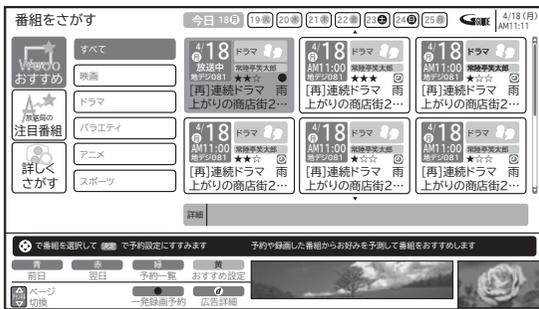 番組をさがす
今日 18月 19火 20水 21木 22金 23土 24日 25月
GUIDE
4/18(月)
AM11:11
Wooo
おすすめ
放送局の
注目番組
詳しく
さがす
すべて
映画
ドラマ
バラエティ
アニメ
スポーツ
4/18 月 ドラマ
放送中 常陸亭笑太郎
地デジ081 ★★☆
[再]連続ドラマ 雨
上がりの商店街2…
4/18 月 ドラマ
AM11:00 常陸亭笑太郎
地デジ081 ★★★
[再]連続ドラマ 雨
上がりの商店街2…
4/18 月 ドラマ
AM11:00 常陸亭笑太郎
地デジ081 ★★☆
[再]連続ドラマ 雨
上がりの商店街2…
4/18 月 ドラマ
AM11:00 常陸亭笑太郎
地デジ081 ★★☆
[再]連続ドラマ 雨
上がりの商店街2…
4/18 月 ドラマ
AM11:00 常陸亭笑太郎
地デジ081 ★☆☆
[再]連続ドラマ 雨
上がりの商店街2…
4/18 月 ドラマ
AM11:00 常陸亭笑太郎
地デジ081 ★☆☆
[再]連続ドラマ 雨
上がりの商店街2…
詳細
で番組を選択して 決定 で予約設定にすすみます 予約や録画した番組からお好みを予測して番組をおすすめします
青 赤 緑 黄
前日 翌日 予約一覧 おすすめ設定
チャンネル ページ切換 ● 一発録画予約 d 広告詳細